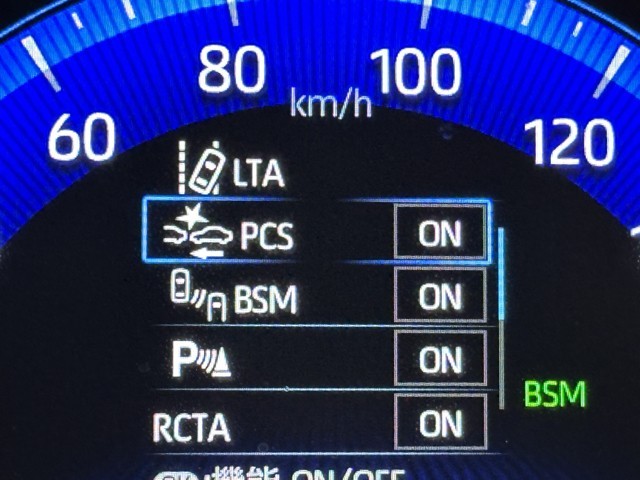 80 100
km/h
60 120
LTA
PCS ON
BSM ON
P ON
BSM
RCTA ON
機能 ON/OFF